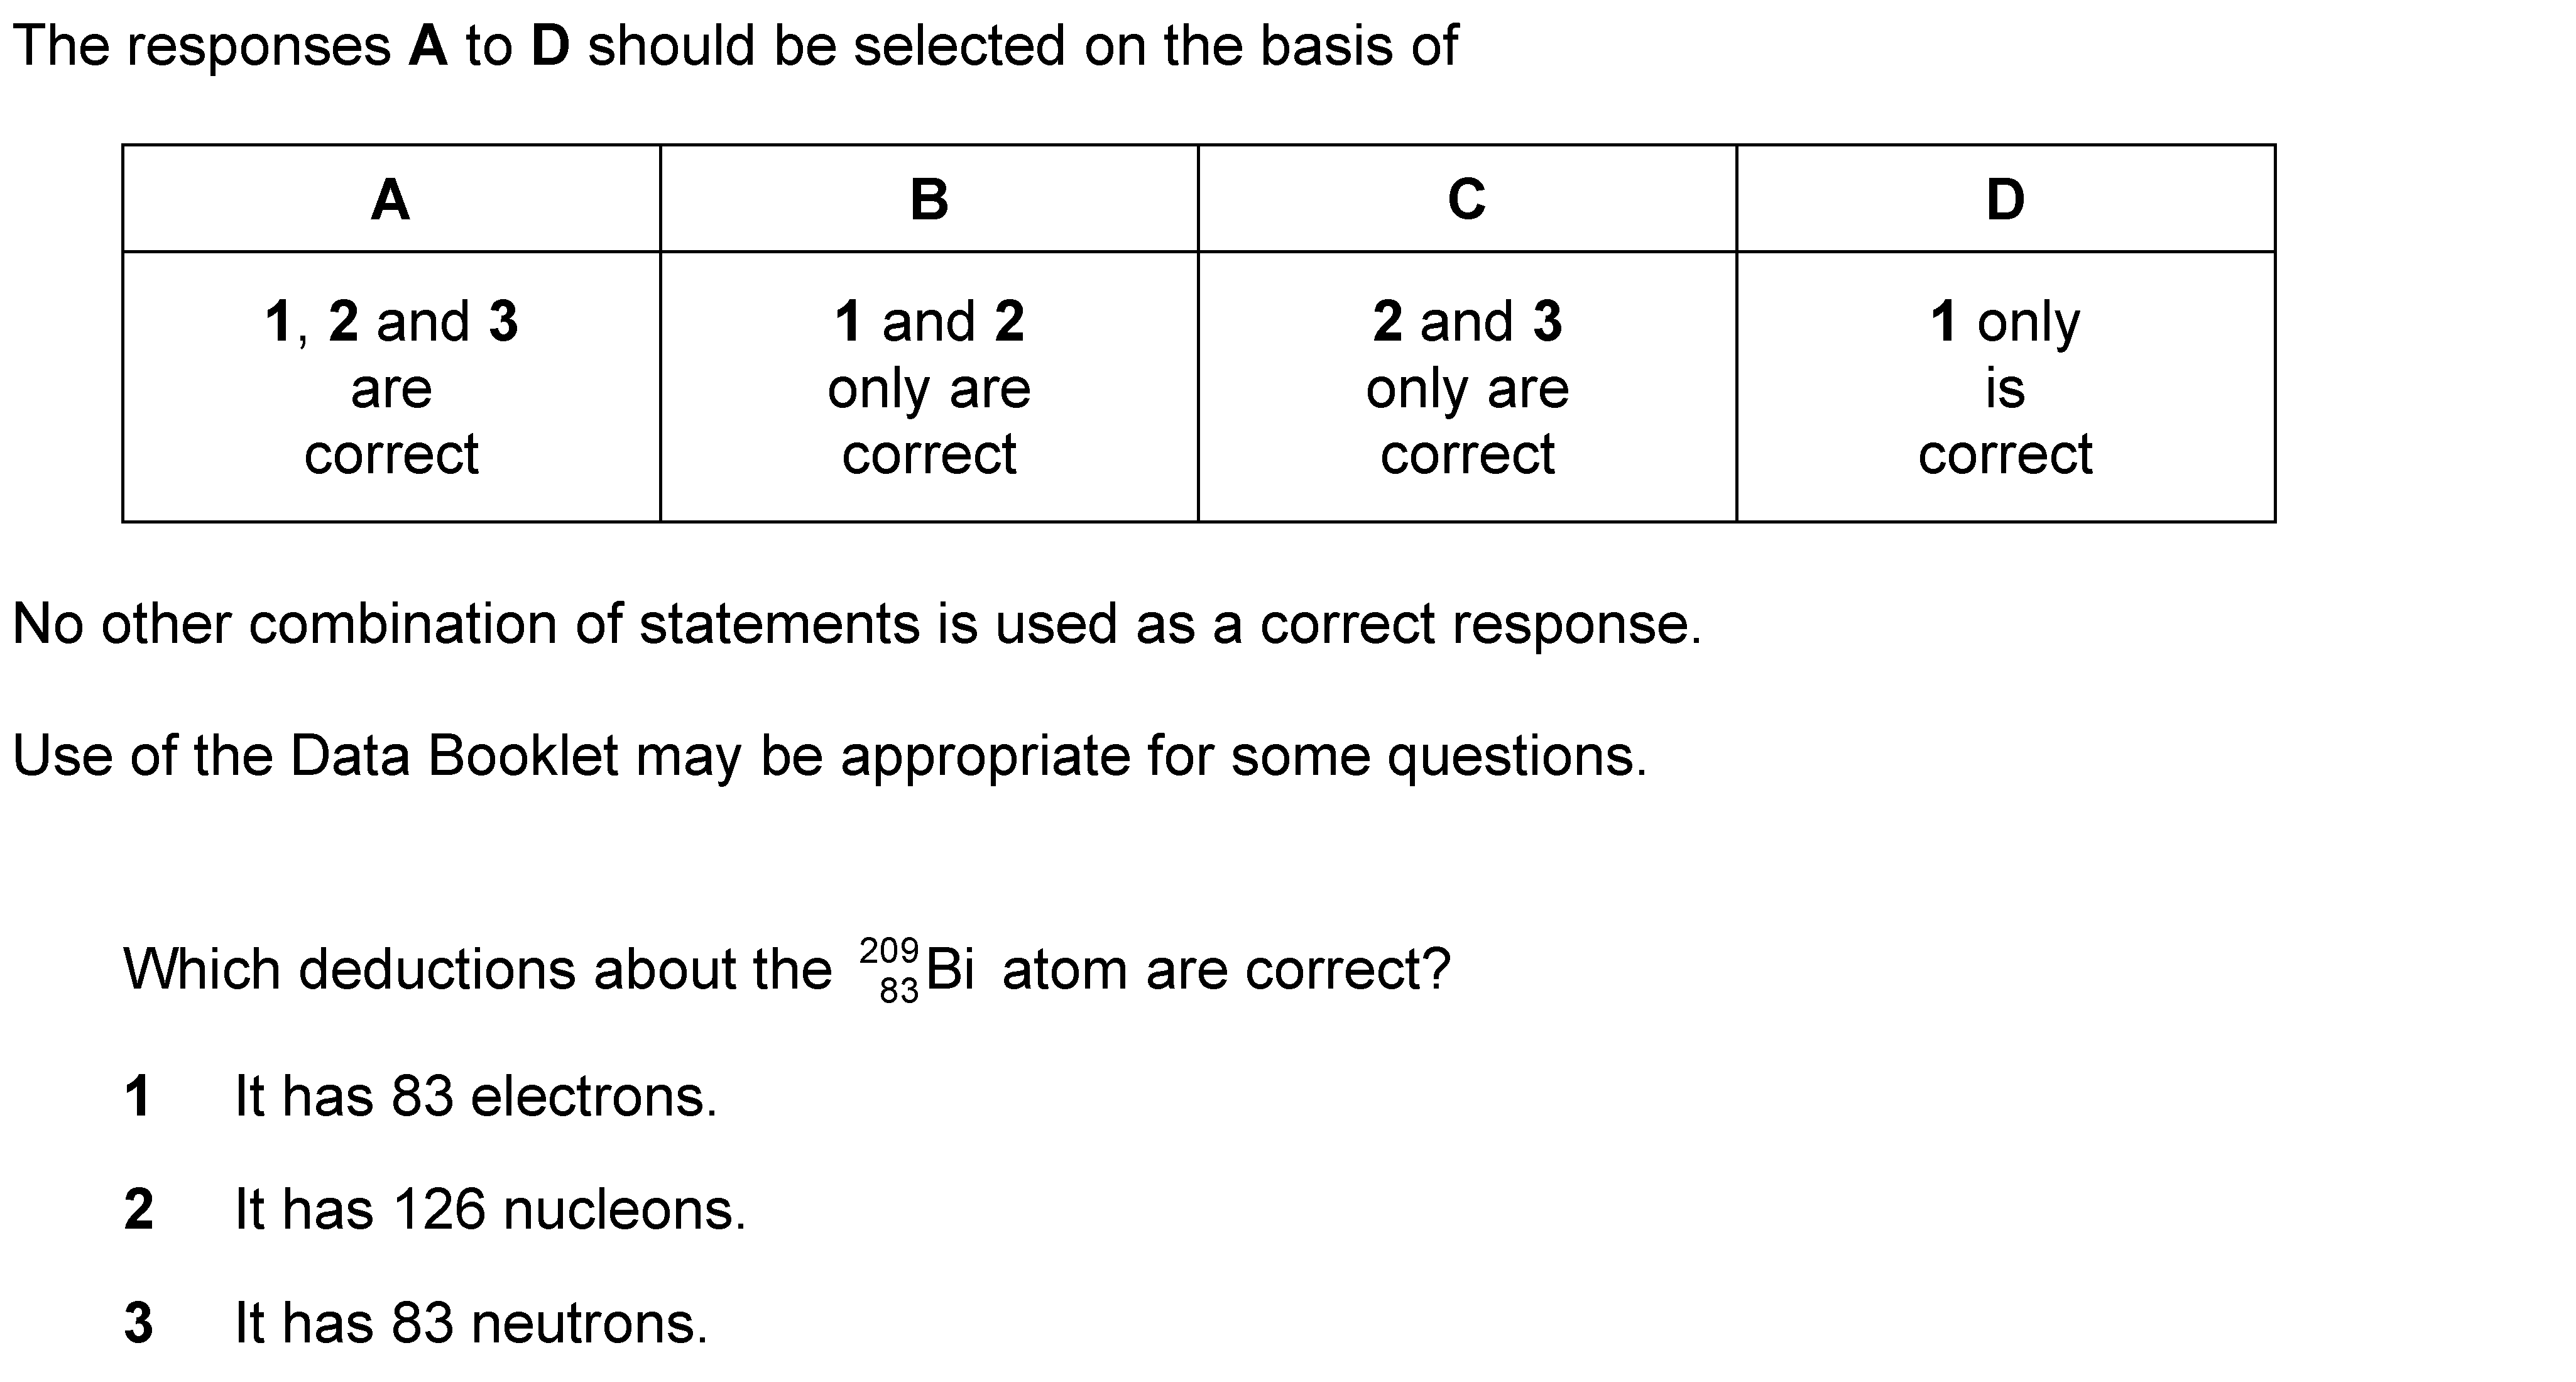 The responses A to D should be selected on the basis of
A B C D
1, 2 and 3 1 and 2 2 and 3 1 only
are only are only are is
correct correct correct correct
No other combination of statements is used as a correct response.
Use of the Data Booklet may be appropriate for some questions.
Which deductions about the ²⁰⁹₈₃Bi atom are correct?
1 It has 83 electrons.
2 It has 126 nucleons.
3 It has 83 neutrons.